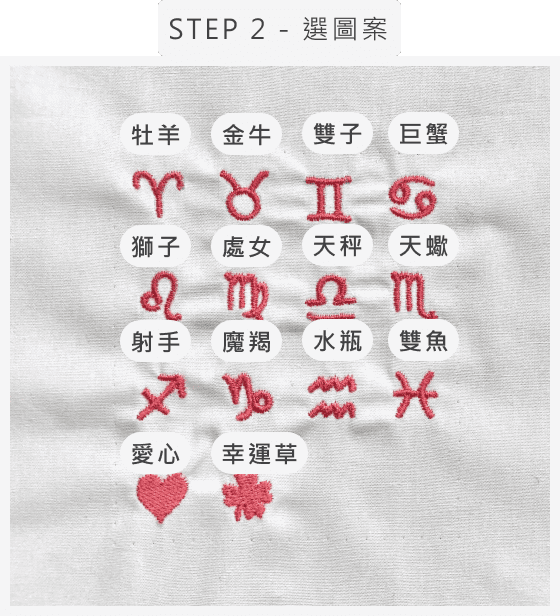 STEP 2 - 選圖案
牡羊 金牛 雙子 巨蟹
獅子 處女 天秤 天蠍
射手 魔羯 水瓶 雙魚
愛心 幸運草